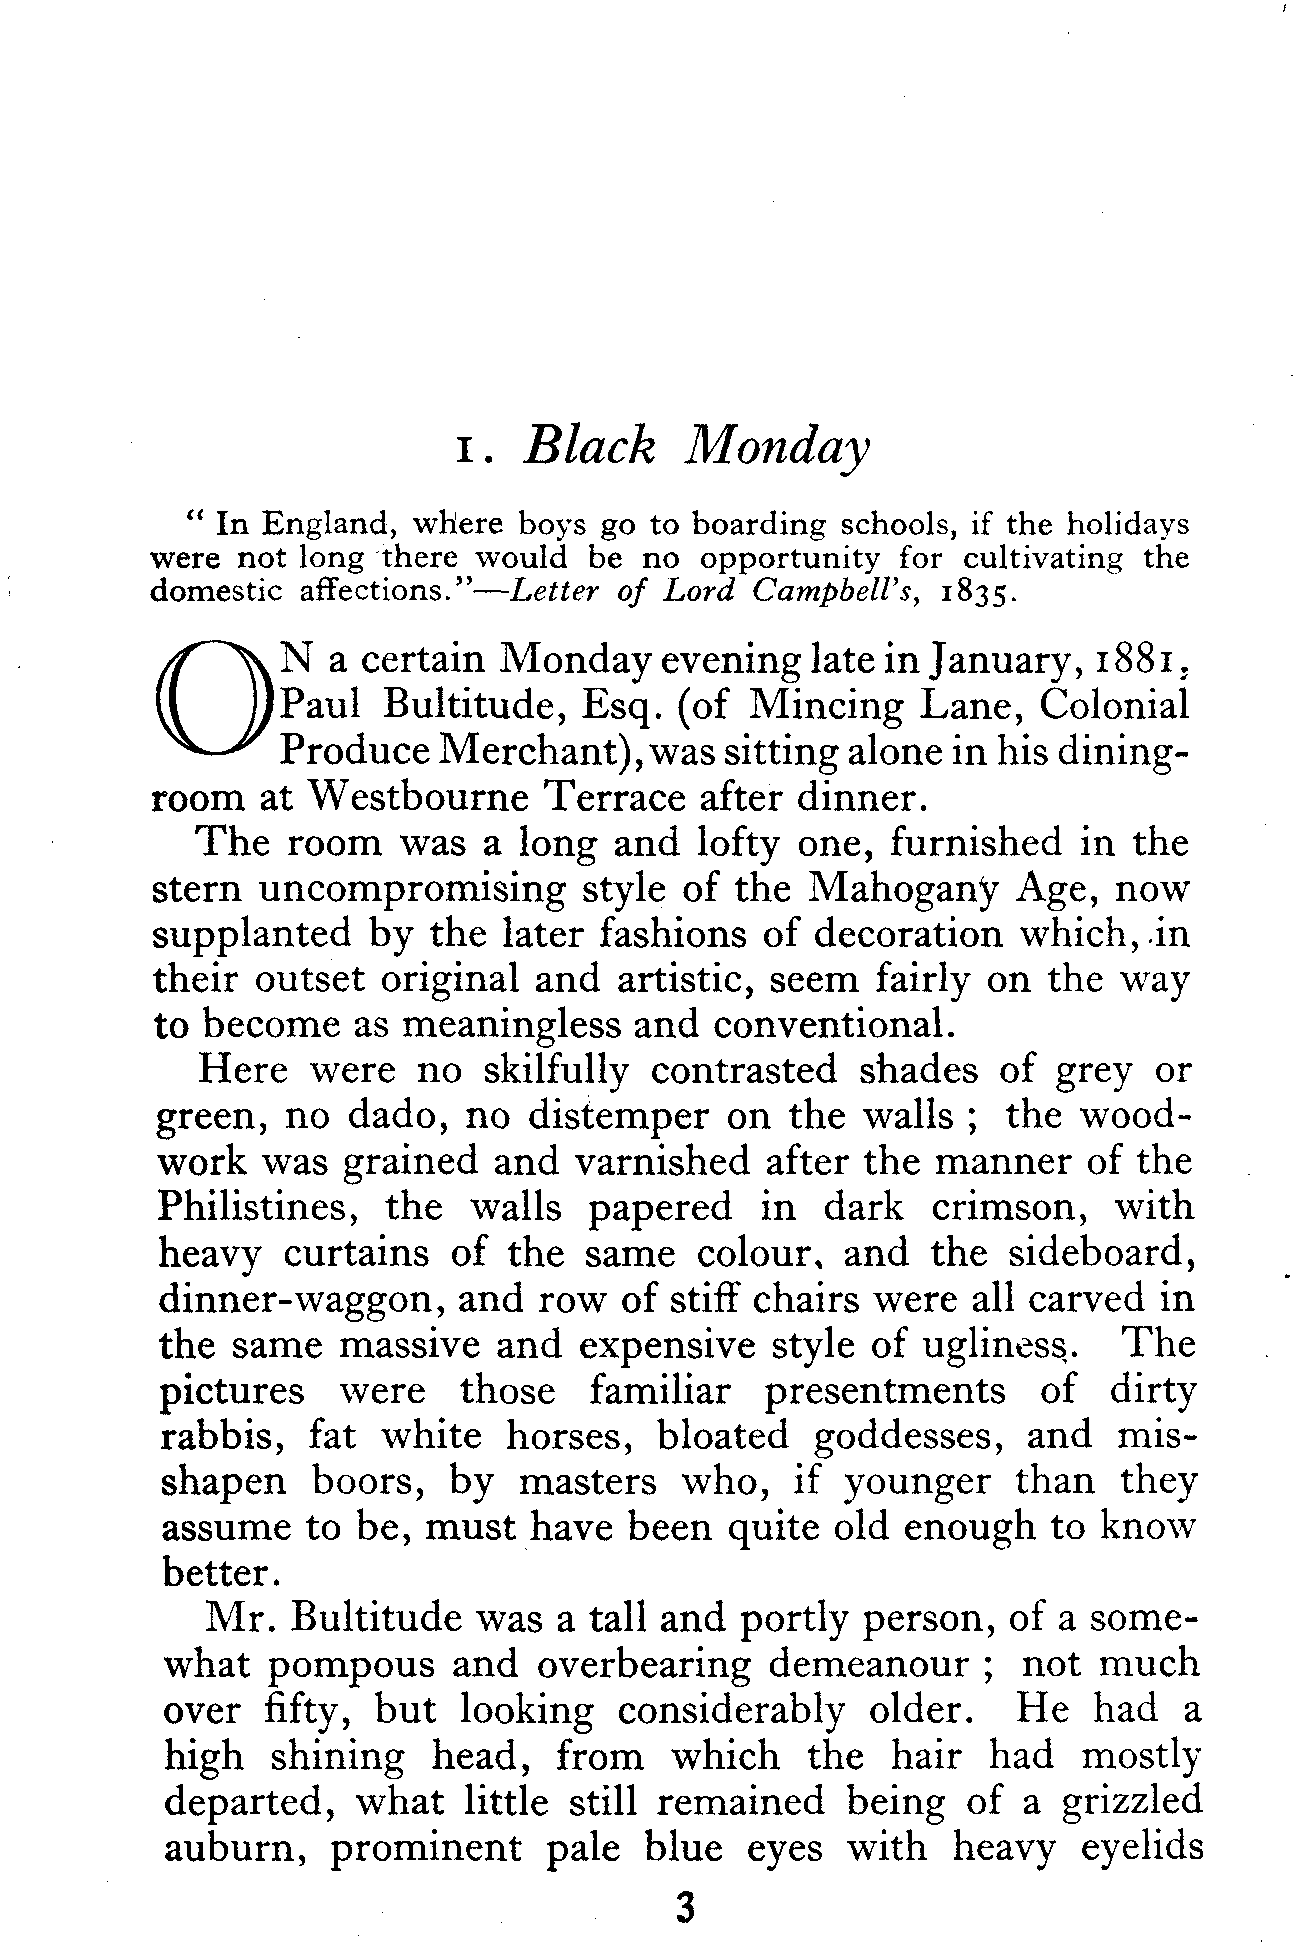 1. Black Monday
" In England, where boys go to boarding schools, if the holidays
were not long there would be no opportunity for cultivating the
domestic affections."—Letter of Lord Campbell's, 1835.
ON a certain Monday evening late in January, 1881,
Paul Bultitude, Esq. (of Mincing Lane, Colonial
Produce Merchant), was sitting alone in his dining-
room at Westbourne Terrace after dinner.
The room was a long and lofty one, furnished in the
stern uncompromising style of the Mahogany Age, now
supplanted by the later fashions of decoration which, in
their outset original and artistic, seem fairly on the way
to become as meaningless and conventional.
Here were no skilfully contrasted shades of grey or
green, no dado, no distemper on the walls ; the wood-
work was grained and varnished after the manner of the
Philistines, the walls papered in dark crimson, with
heavy curtains of the same colour, and the sideboard,
dinner-waggon, and row of stiff chairs were all carved in
the same massive and expensive style of ugliness. The
pictures were those familiar presentments of dirty
rabbis, fat white horses, bloated goddesses, and mis-
shapen boors, by masters who, if younger than they
assume to be, must have been quite old enough to know
better.
Mr. Bultitude was a tall and portly person, of a some-
what pompous and overbearing demeanour ; not much
over fifty, but looking considerably older. He had a
high shining head, from which the hair had mostly
departed, what little still remained being of a grizzled
auburn, prominent pale blue eyes with heavy eyelids
3